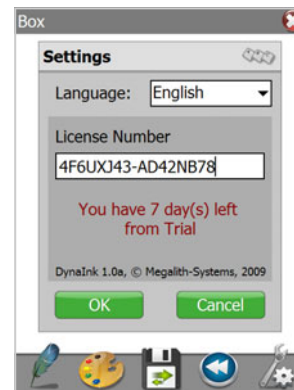 Box
Settings
Language: English
License Number
4F6UXJ43-AD42NB78
You have 7 day(s) left
from Trial
DynaInk 1.0a, © Megalith-Systems, 2009
OK Cancel